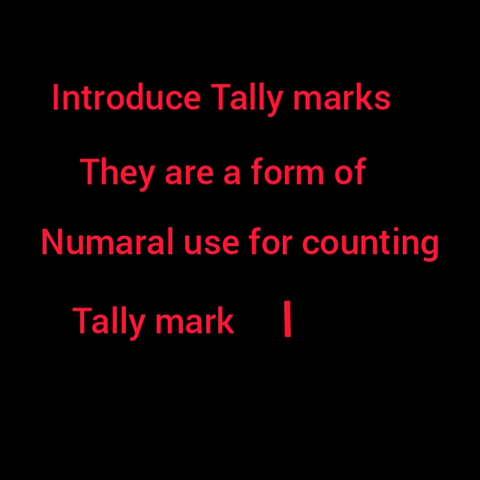 Introduce Tally marks
They are a form of
Numaral use for counting
Tally mark |